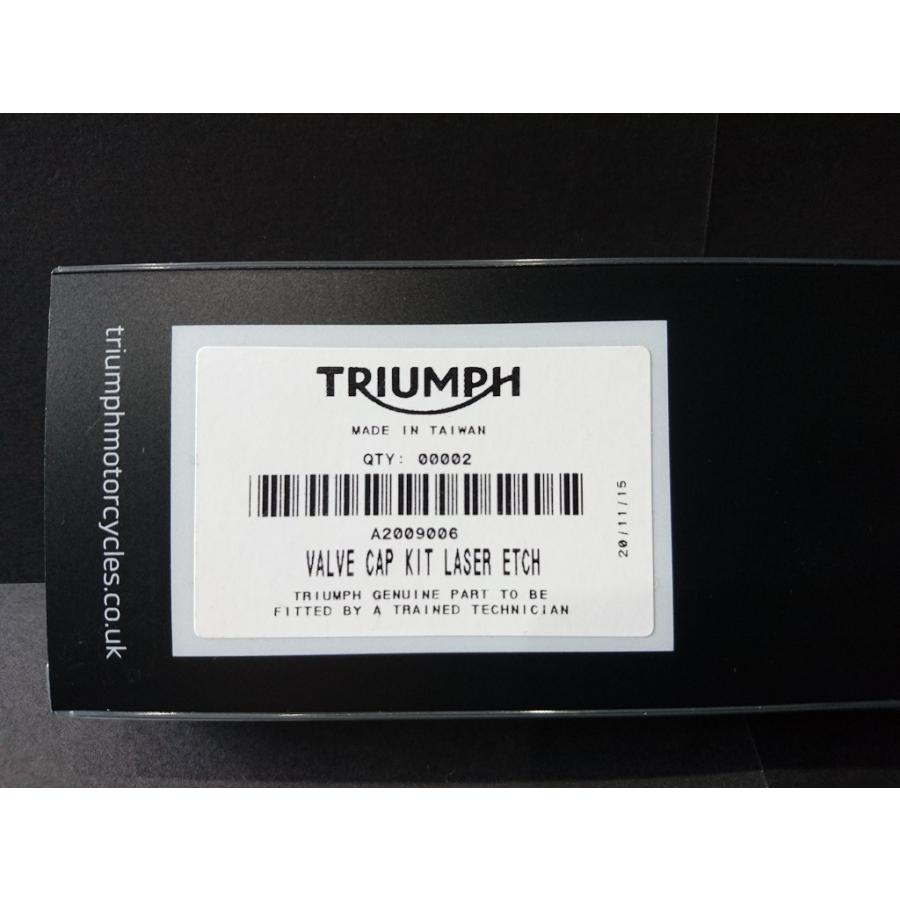 triumphmotorcycles.co.uk
TRIUMPH
MADE IN TAIWAN
QTY: 00002
A2009006
VALVE CAP KIT LASER ETCH
TRIUMPH GENUINE PART TO BE
FITTED BY A TRAINED TECHNICIAN
20/11/15